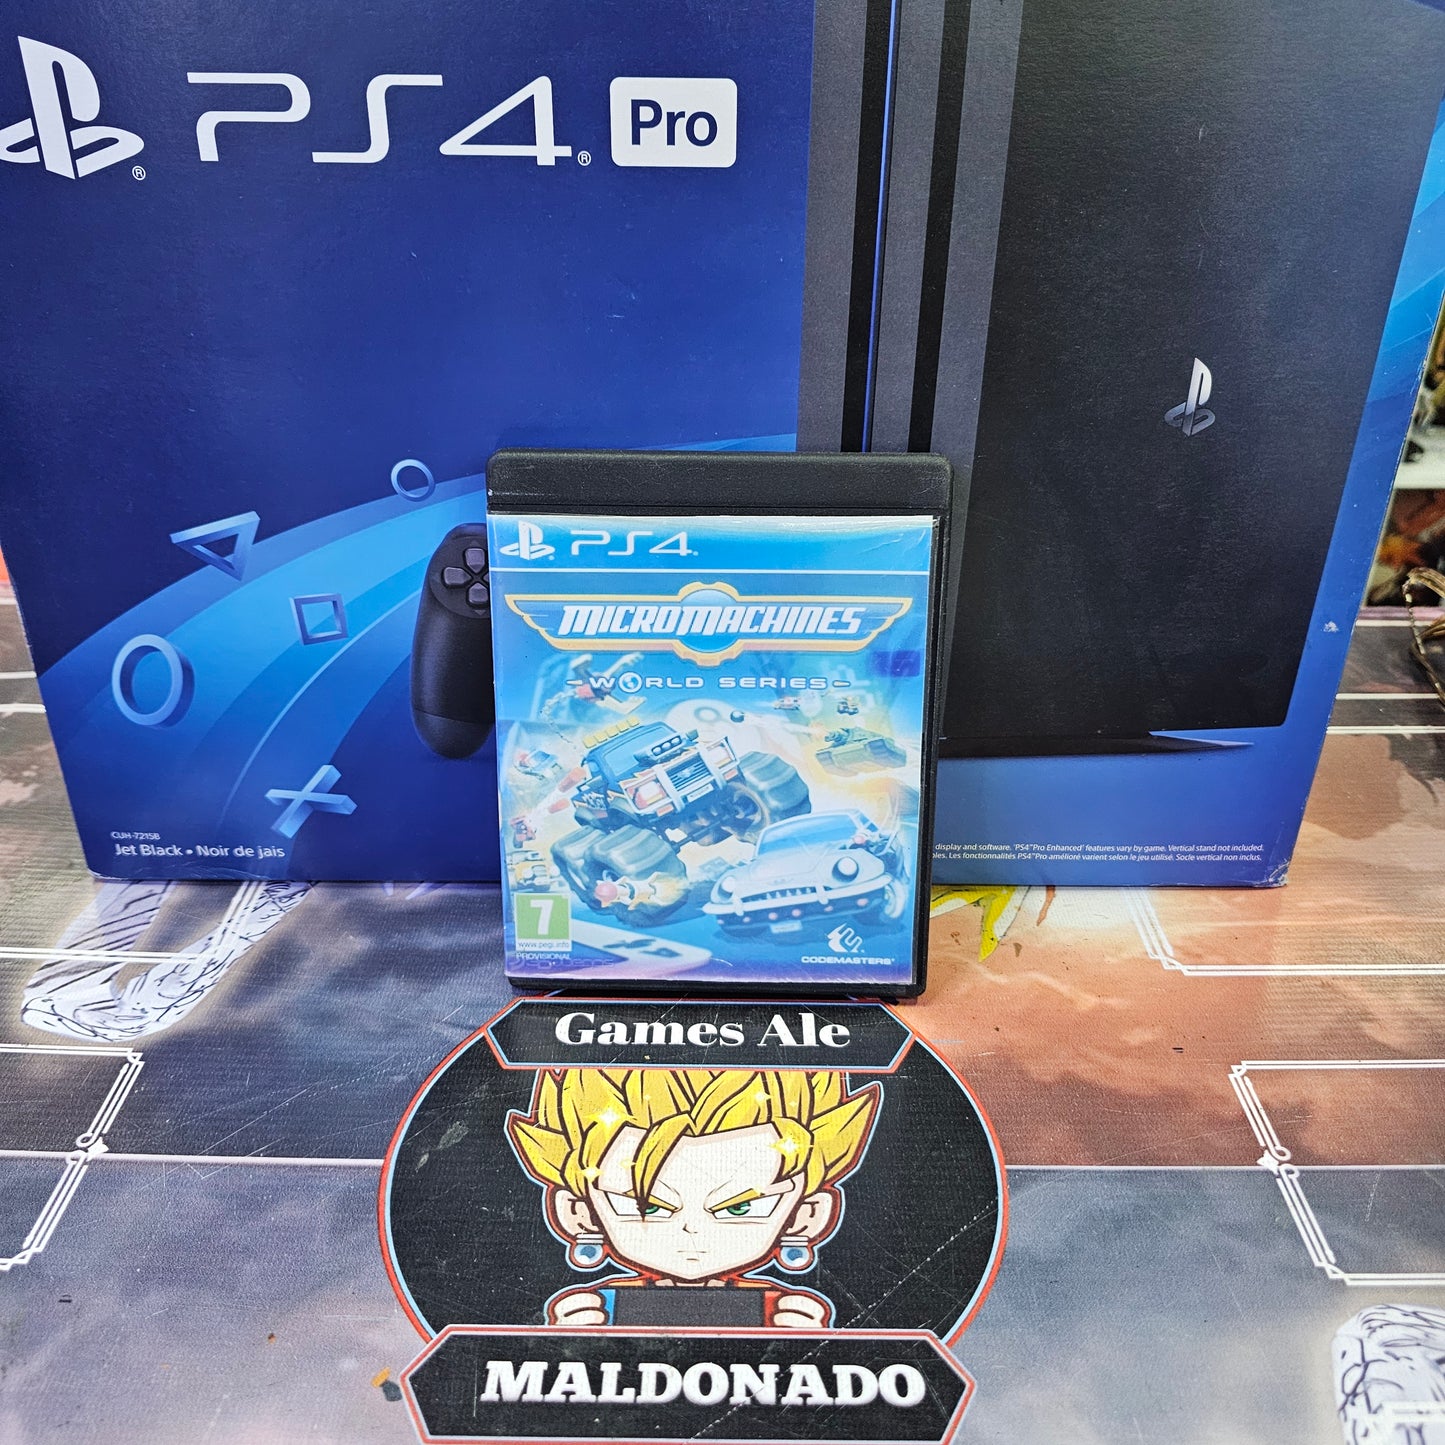 PS4® Pro
®
CUH-7215B
Jet Black • Noir de jais
display and software. 'PS4™Pro Enhanced' features vary by game. Vertical stand not included.
Les fonctionnalités PS4™Pro amélioré varient selon le jeu utilisé. Socle vertical non inclus.
PS4
MICROMACHINES
WORLD SERIES
7
www.pegi.info
PROVISIONAL
CODEMASTERS®
Games Ale
MALDONADO